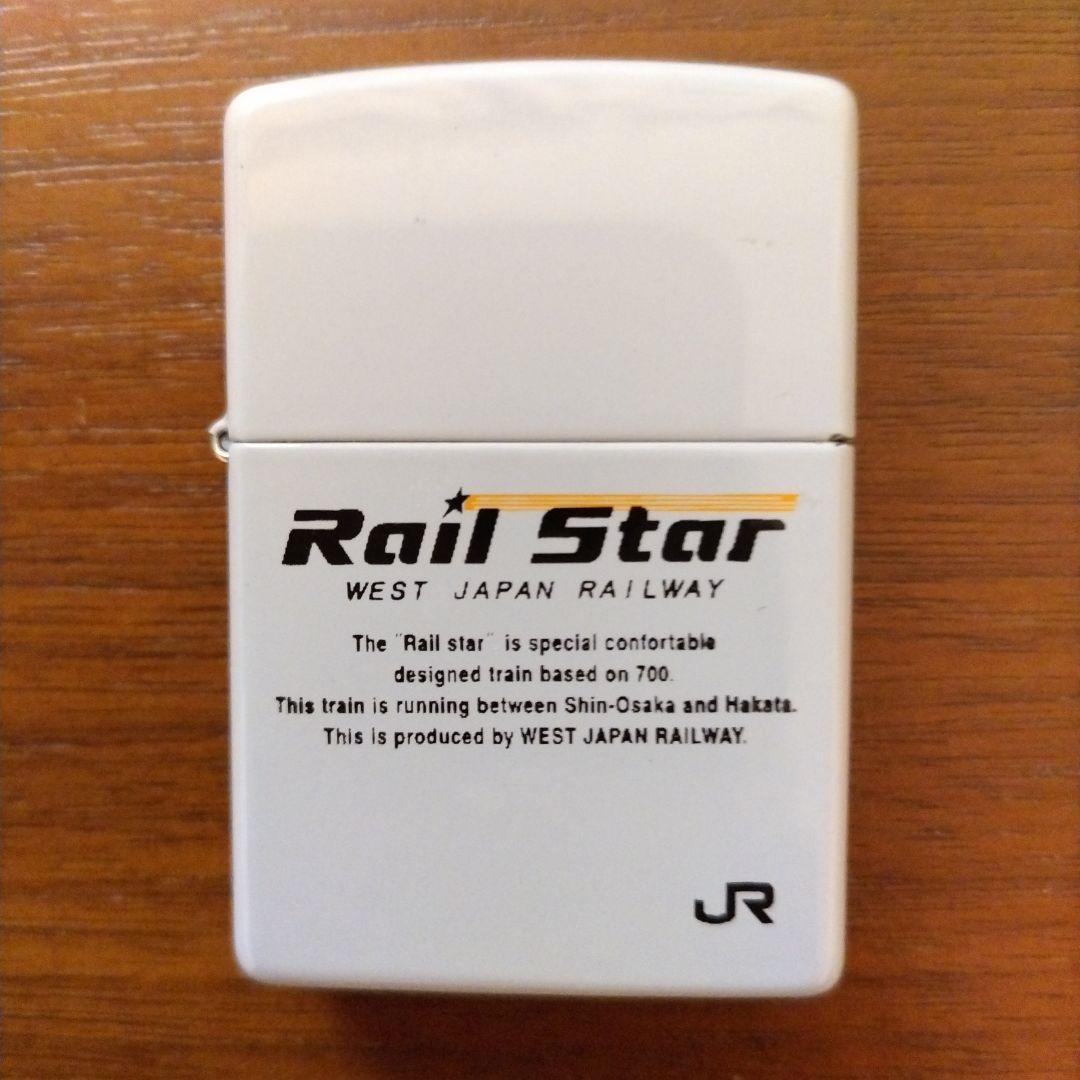 Rail Star
WEST JAPAN RAILWAY
The "Rail star" is special confortable
designed train based on 700.
This train is running between Shin-Osaka and Hakata.
This is produced by WEST JAPAN RAILWAY.
JR